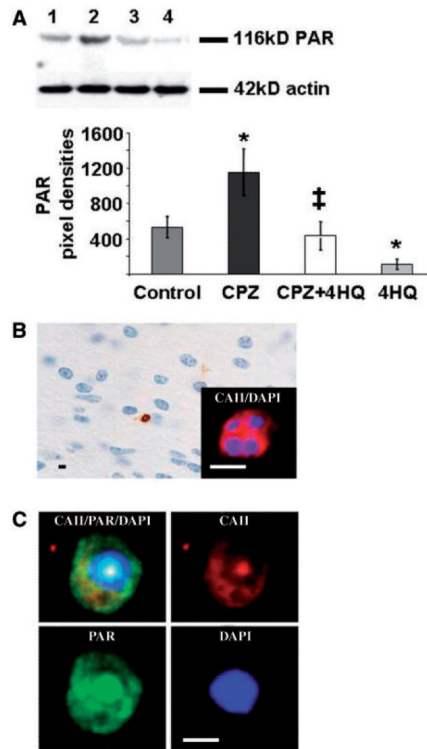 A
1 2 3 4
116kD PAR
42kD actin
PAR
pixel densities
1600
1200
800
400
*
‡
*
Control CPZ CPZ+4HQ 4HQ
B
CAII/DAPI
C
CAII/PAR/DAPI CAII
PAR DAPI